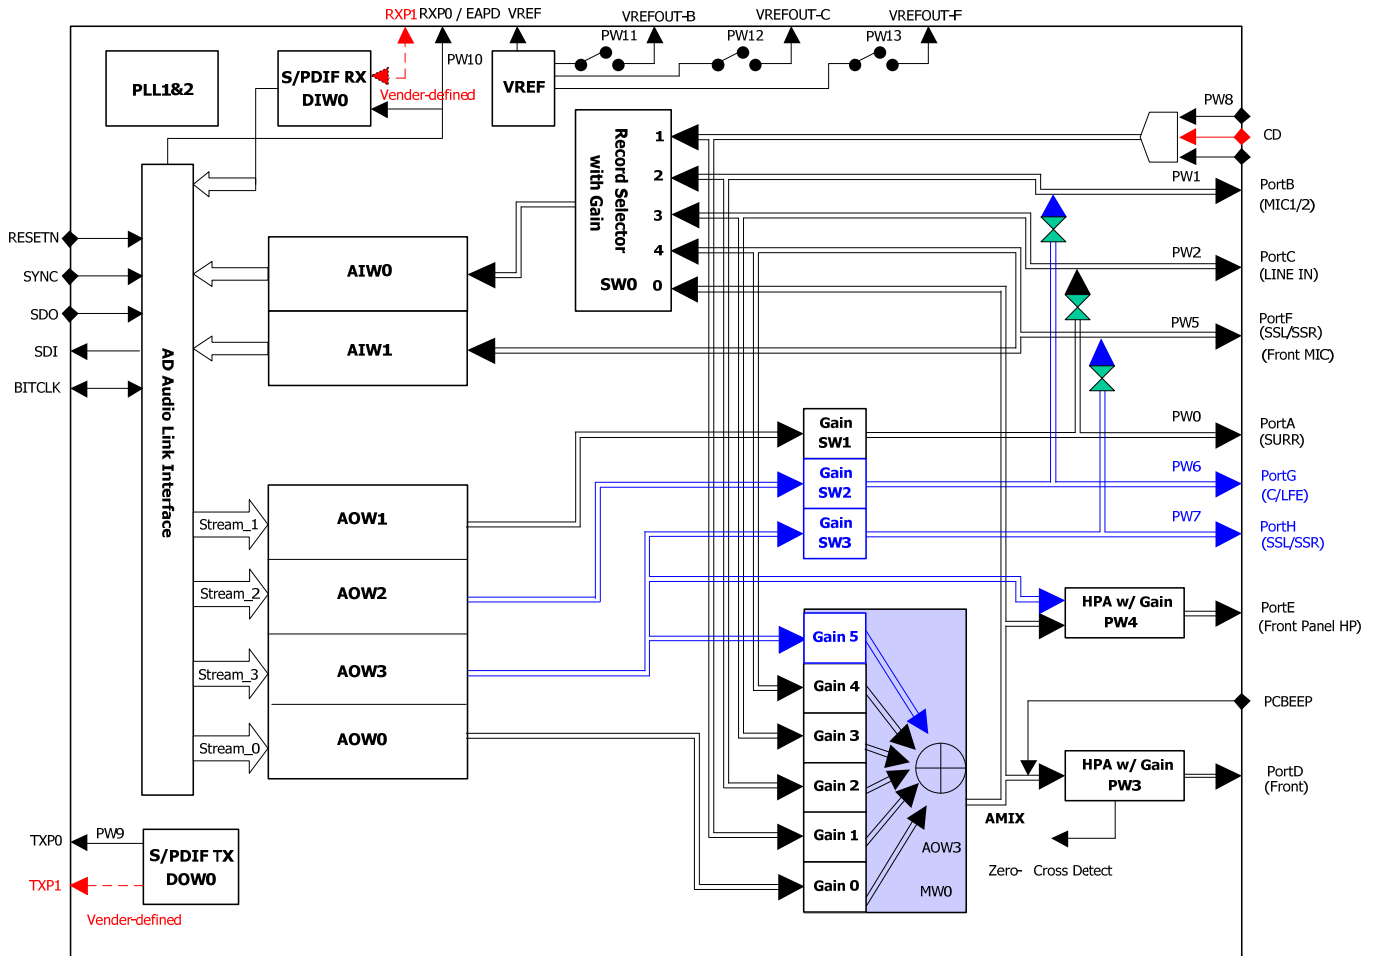 RXP1 RXP0 / EAPD VREF
VREFOUT-B
VREFOUT-C
VREFOUT-F
PW10
PW11
PW12
PW13
PLL1&2
S/PDIF RX
DIW0
Vender-defined
VREF
Record Selector
with Gain
1
2
3
4
SW0 0
PW8
CD
PW1
PortB
(MIC1/2)
PW2
PortC
(LINE IN)
PW5
PortF
(SSL/SSR)
(Front MIC)
RESETN
SYNC
SDO
SDI
BITCLK
AD Audio Link Interface
AIW0
AIW1
Gain
SW1
PW0
PortA
(SURR)
Gain
SW2
PW6
PortG
(C/LFE)
Gain
SW3
PW7
PortH
(SSL/SSR)
Stream_1
AOW1
Stream_2
AOW2
Stream_3
AOW3
Stream_0
AOW0
HPA w/ Gain
PW4
PortE
(Front Panel HP)
Gain 5
Gain 4
Gain 3
Gain 2
Gain 1
Gain 0
AOW3
MW0
PCBEEP
HPA w/ Gain
PW3
PortD
(Front)
AMIX
Zero- Cross Detect
TXP0
PW9
TXP1
S/PDIF TX
DOW0
Vender-defined